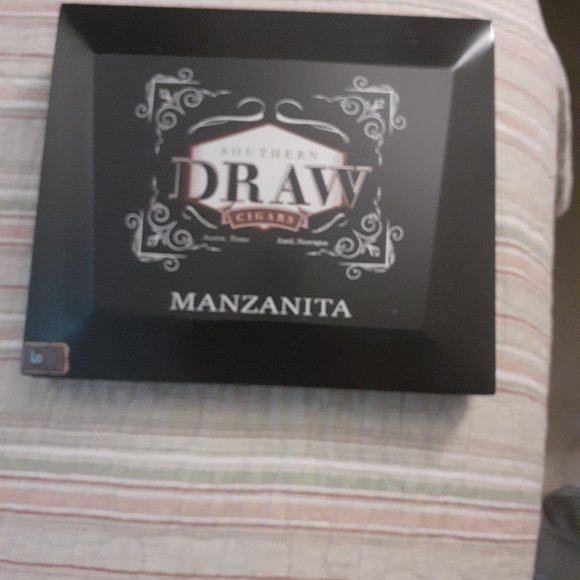 SOUTHERN
DRAW
CIGARS
Austin, Texas Estelí, Nicaragua
MANZANITA